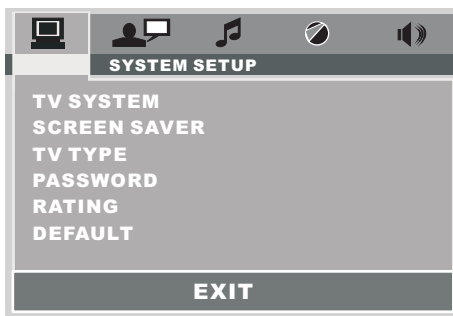 SYSTEM SETUP
TV SYSTEM
SCREEN SAVER
TV TYPE
PASSWORD
RATING
DEFAULT
EXIT